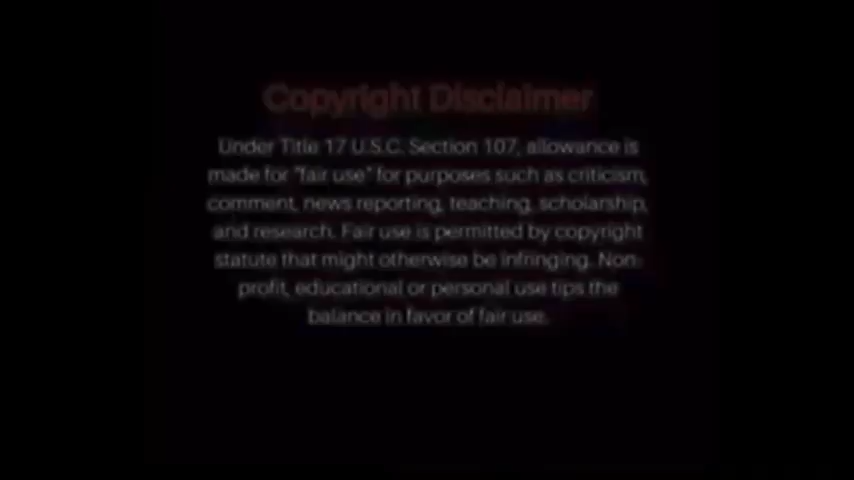 Copyright Disclaimer
Under Title 17 U.S.C. Section 107, allowance is
made for "fair use" for purposes such as criticism,
comment, news reporting, teaching, scholarship,
and research. Fair use is permitted by copyright
statute that might otherwise be infringing. Non-
profit, educational or personal use tips the
balance in favor of fair use.